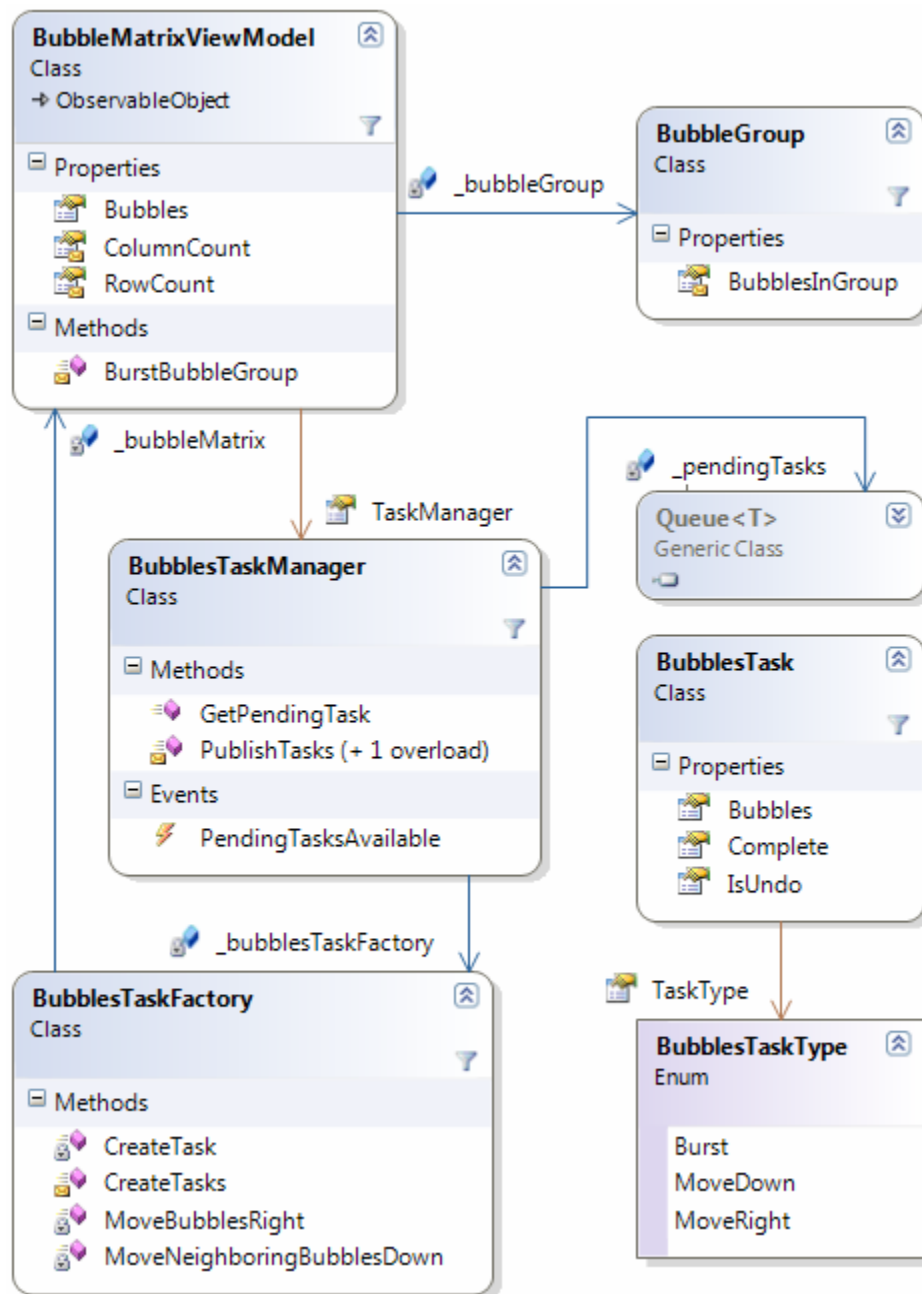 BubbleMatrixViewModel
Class
ObservableObject
Properties
Bubbles
ColumnCount
RowCount
Methods
BurstBubbleGroup
_bubbleGroup
BubbleGroup
Class
Properties
BubblesInGroup
_bubbleMatrix
TaskManager
_pendingTasks
Queue<T>
Generic Class
BubblesTaskManager
Class
Methods
GetPendingTask
PublishTasks (+ 1 overload)
Events
PendingTasksAvailable
BubblesTask
Class
Properties
Bubbles
Complete
IsUndo
_bubblesTaskFactory
TaskType
BubblesTaskFactory
Class
Methods
CreateTask
CreateTasks
MoveBubblesRight
MoveNeighboringBubblesDown
BubblesTaskType
Enum
Burst
MoveDown
MoveRight